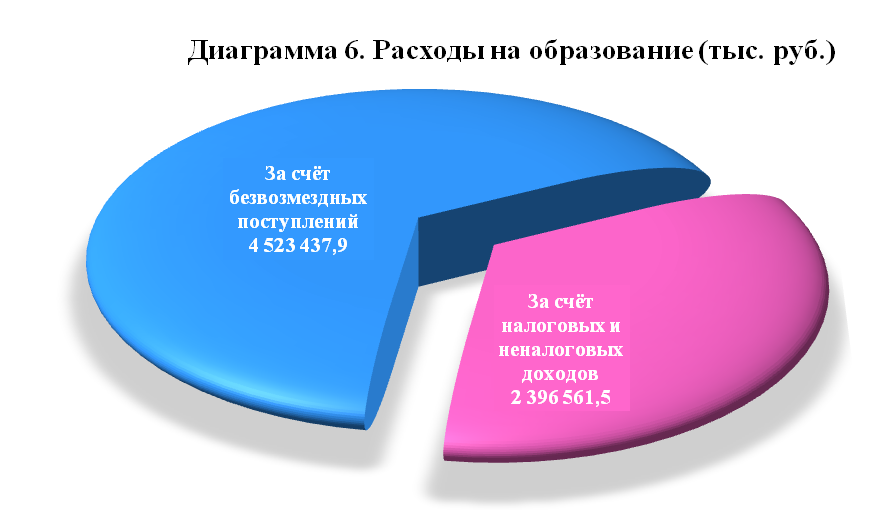 Диаграмма 6. Расходы на образование (тыс. руб.)
За счёт
безвозмездных
поступлений
4 523 437,9
За счёт
налоговых и
неналоговых
доходов
2 396 561,5